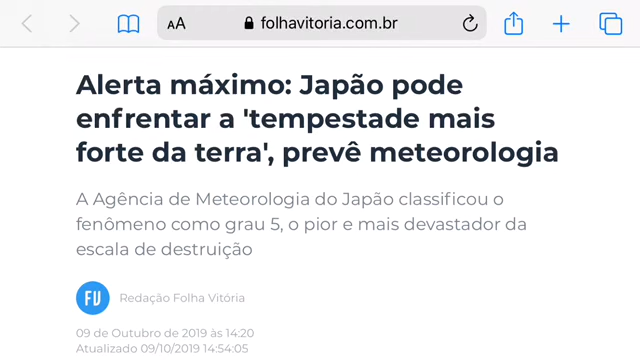 AA folhavitoria.com.br
Alerta máximo: Japão pode
enfrentar a 'tempestade mais
forte da terra', prevê meteorologia
A Agência de Meteorologia do Japão classificou o
fenômeno como grau 5, o pior e mais devastador da
escala de destruição
FV Redação Folha Vitória
09 de Outubro de 2019 às 14:20
Atualizado 09/10/2019 14:54:05